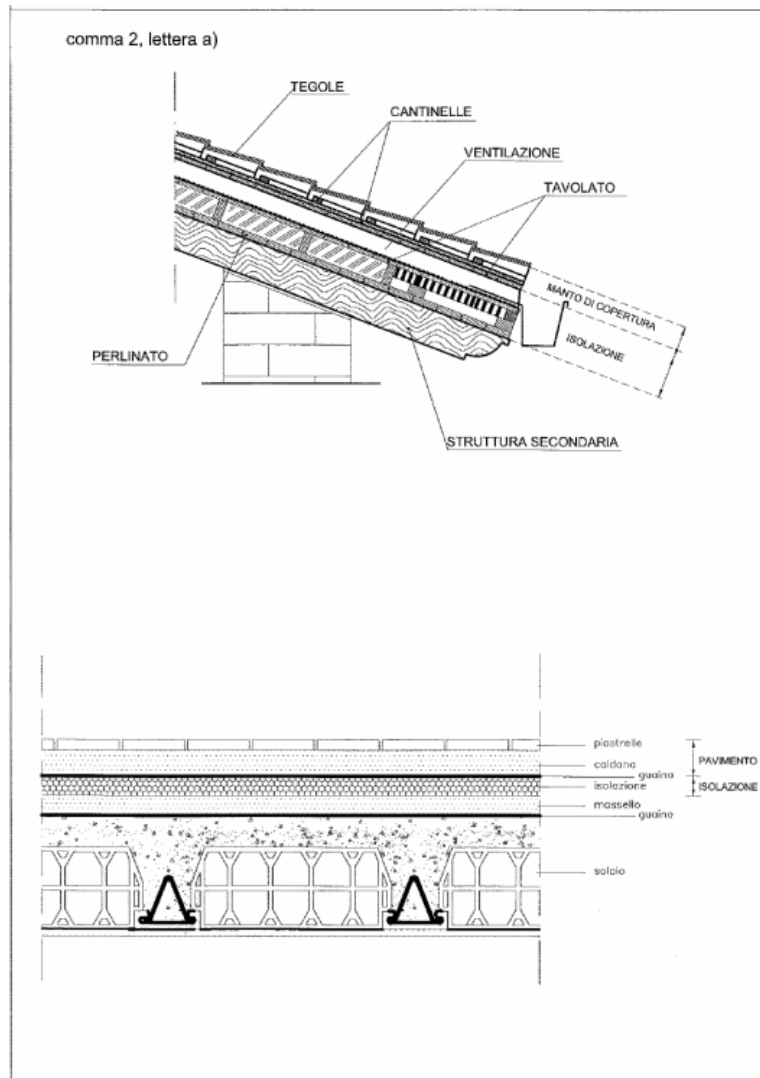 comma 2, lettera a)
TEGOLE
CANTINELLE
VENTILAZIONE
TAVOLATO
MANTO DI COPERTURA
ISOLAZIONE
PERLINATO
STRUTTURA SECONDARIA
piastrelle
caldana
PAVIMENTO
guaina
isolazione
ISOLAZIONE
massello
guaina
solaio